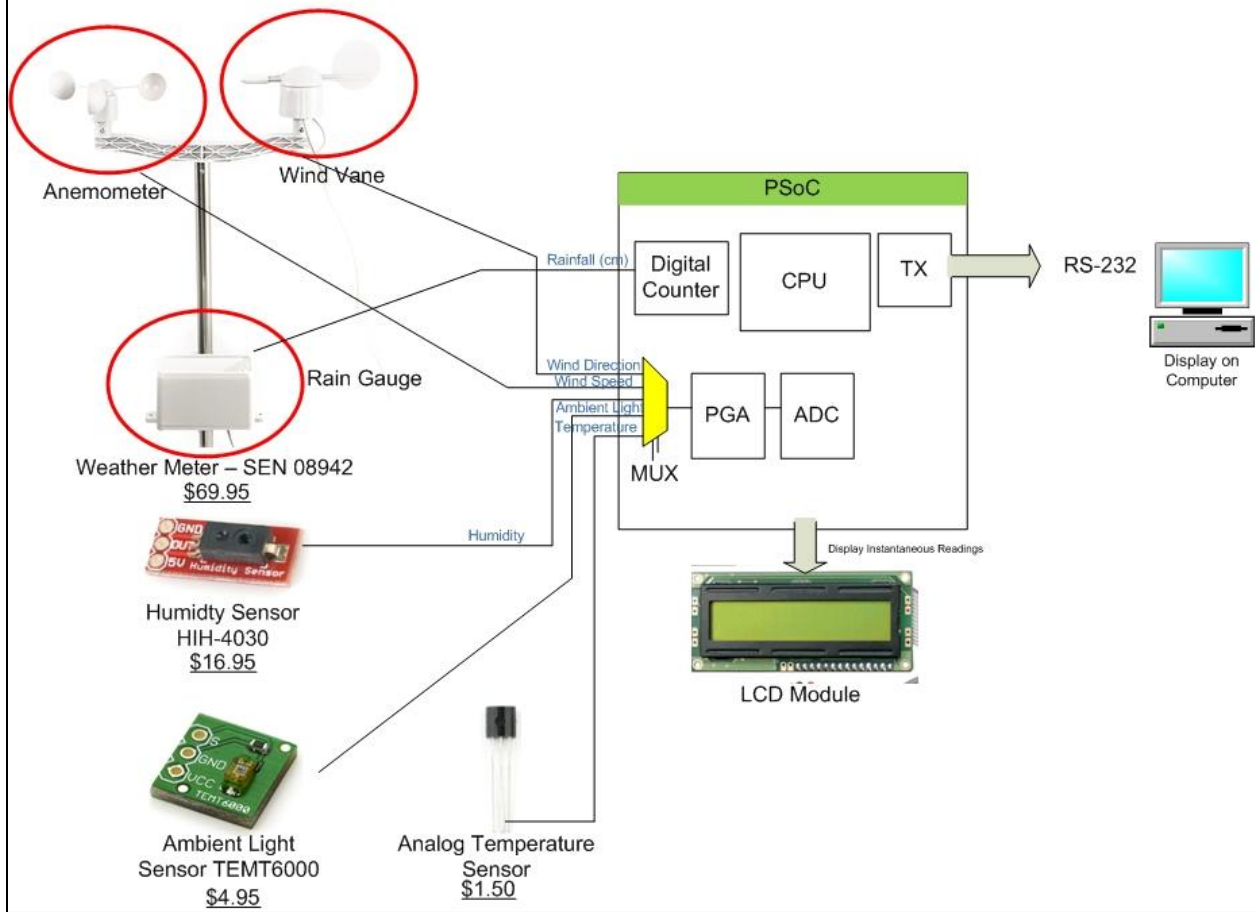 Anemometer
Wind Vane
PSoC
Rainfall (cm)
Digital
Counter
CPU
TX
RS-232
Display on
Computer
Rain Gauge
Wind Direction
Wind Speed
Ambient Light
Temperature
PGA
ADC
MUX
Weather Meter – SEN 08942
$69.95
GND
OUT
5V Humidity Sensor
Humidity
Display Instantaneous Readings
Humidty Sensor
HIH-4030
$16.95
LCD Module
S
GND
VCC
TEMT6000
Ambient Light
Sensor TEMT6000
$4.95
Analog Temperature
Sensor
$1.50